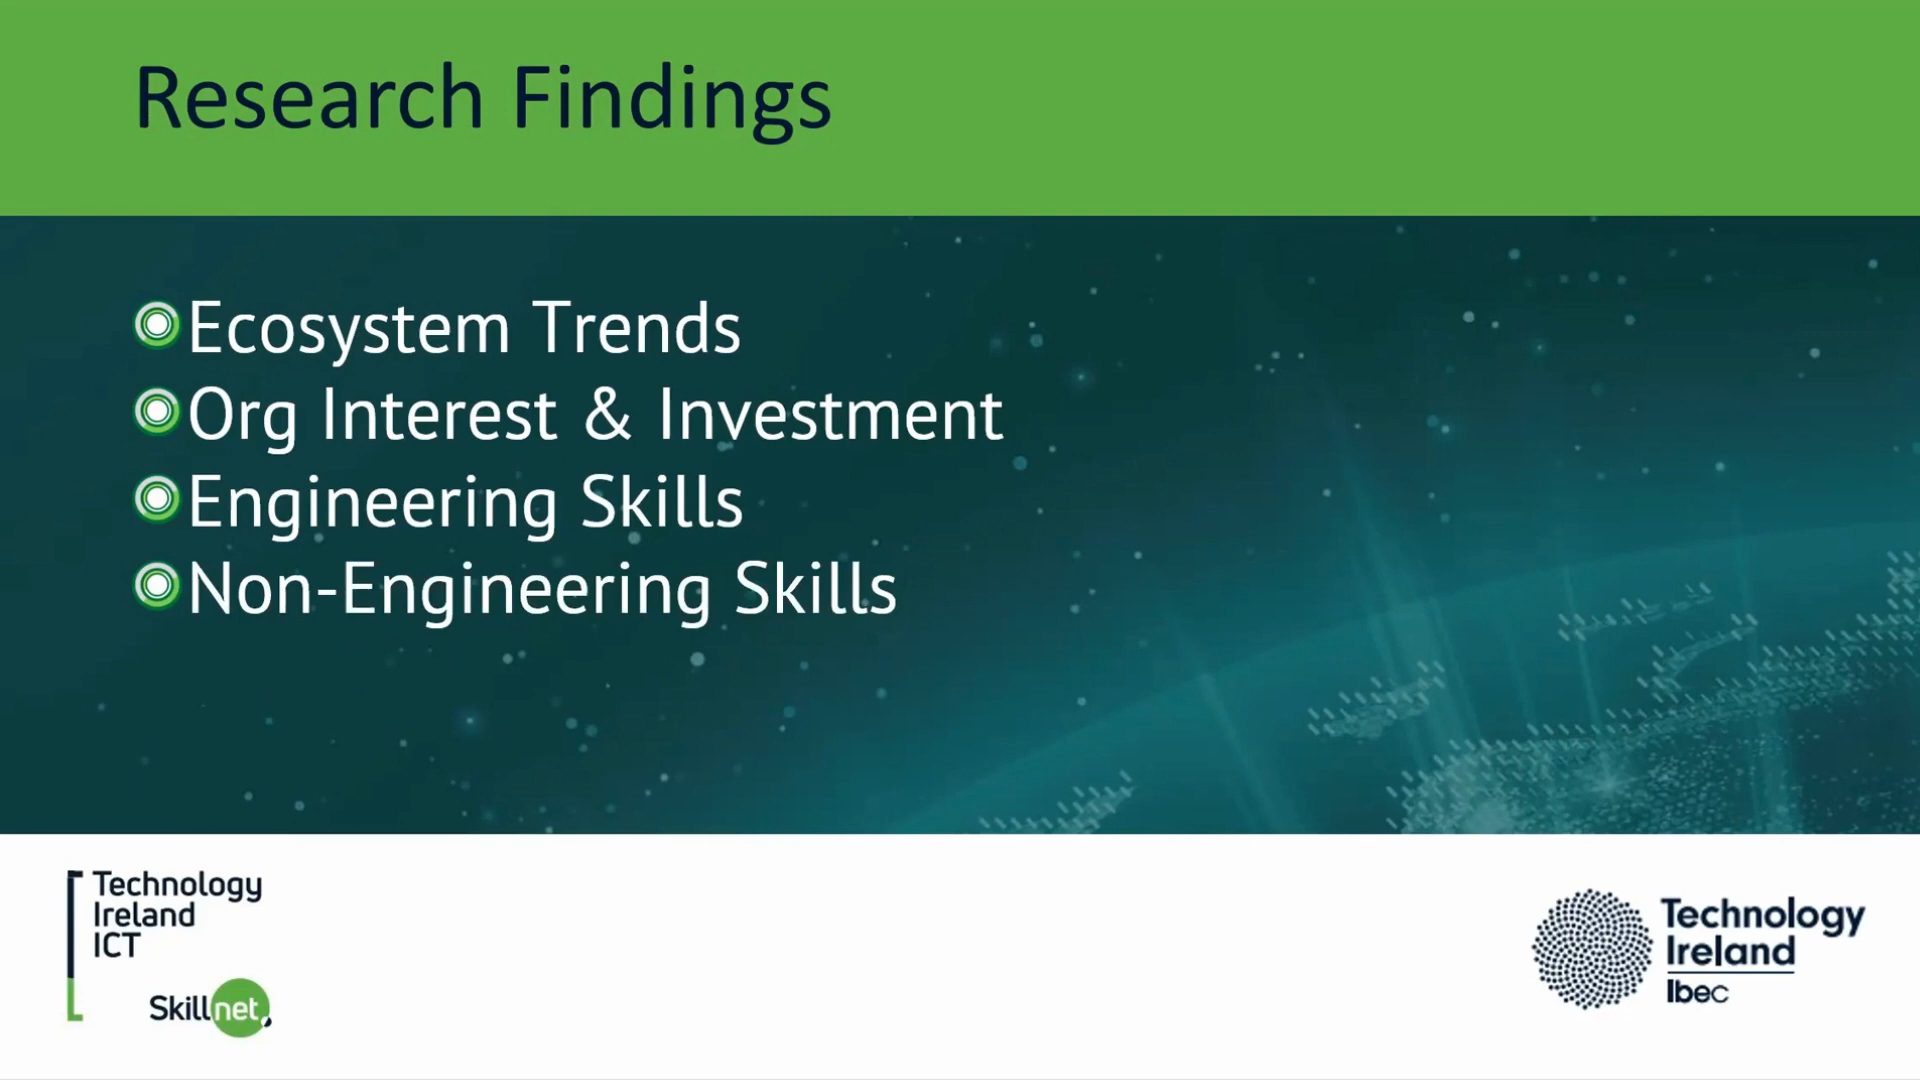 Research Findings
Ecosystem Trends
Org Interest & Investment
Engineering Skills
Non-Engineering Skills
Technology
Ireland
ICT
Skillnet
Technology
Ireland
Ibec